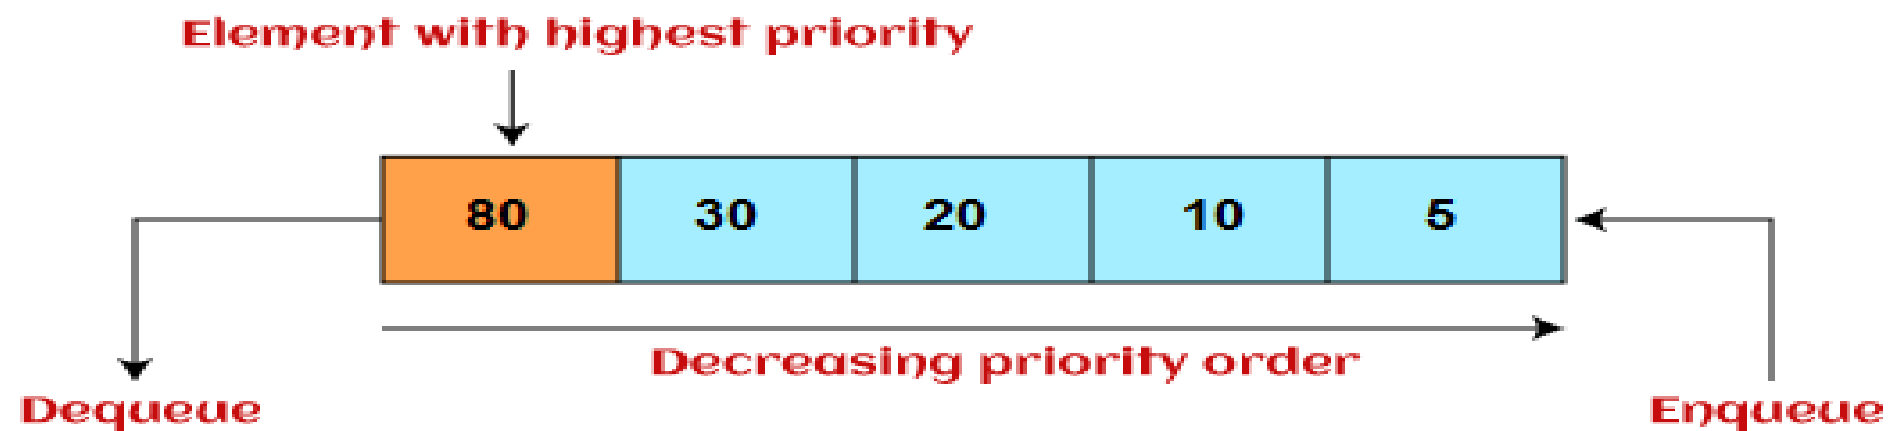 Element with highest priority
80 30 20 10 5
Decreasing priority order
Dequeue
Enqueue